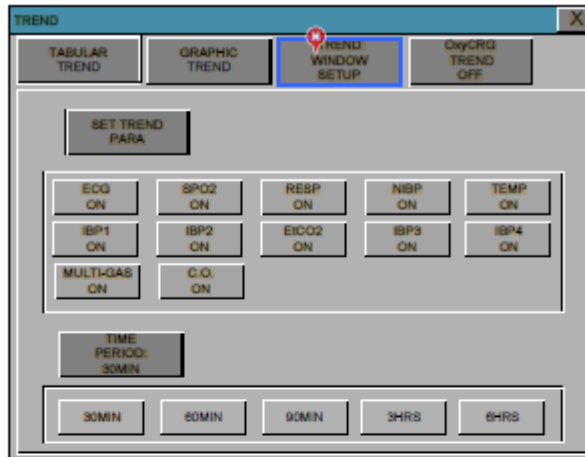 TREND
X
TABULAR
TREND
GRAPHIC
TREND
TREND
WINDOW
SETUP
OxyCRG
TREND
OFF
SET TREND
PARA
ECG
ON
SPO2
ON
RESP
ON
NIBP
ON
TEMP
ON
IBP1
ON
IBP2
ON
EtCO2
ON
IBP3
ON
IBP4
ON
MULTI-GAS
ON
C.O.
ON
TIME
PERIOD:
30MIN
30MIN
60MIN
90MIN
3HRS
6HRS